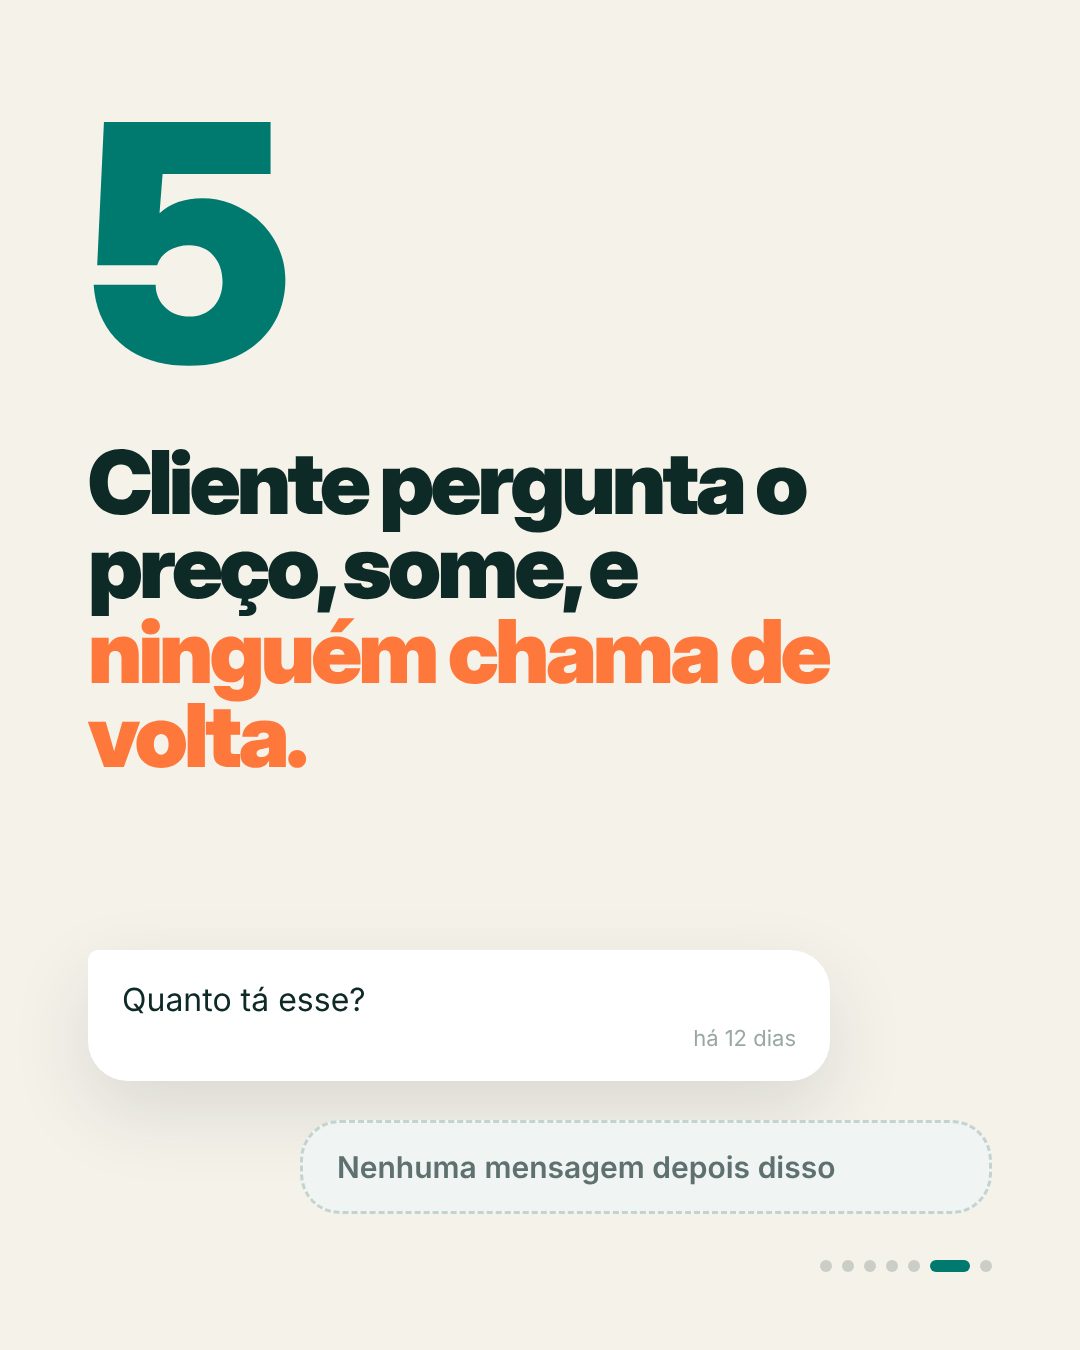 5
Cliente pergunta o
preço, some, e
ninguém chama de
volta.
Quanto tá esse?
há 12 dias
Nenhuma mensagem depois disso